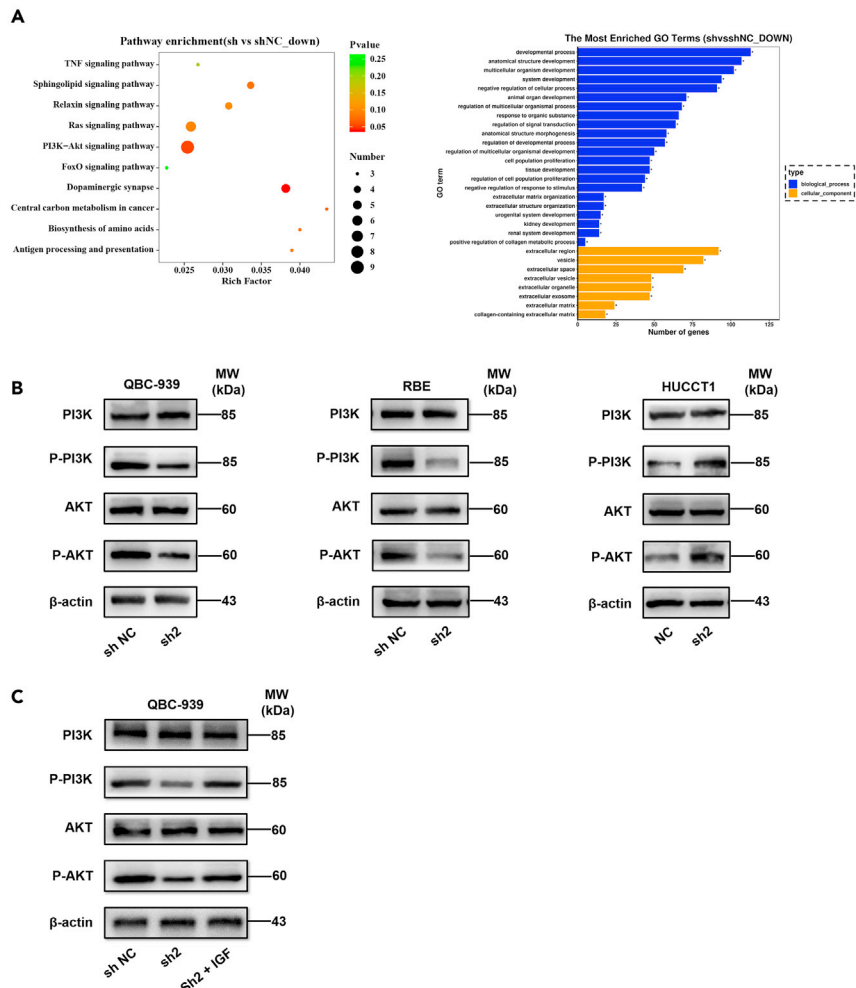 A
Pathway enrichment(sh vs shNC_down)
TNF signaling pathway
Sphingolipid signaling pathway
Relaxin signaling pathway
Ras signaling pathway
PI3K−Akt signaling pathway
FoxO signaling pathway
Dopaminergic synapse
Central carbon metabolism in cancer
Biosynthesis of amino acids
Antigen processing and presentation
0.025 0.030 0.035 0.040
Rich Factor
Pvalue
0.25
0.20
0.15
0.10
0.05
Number
3
4
5
6
7
8
9
The Most Enriched GO Terms (shvsshNC_DOWN)
GO term
developmental process
anatomical structure development
multicellular organism development
system development
negative regulation of cellular process
animal organ development
regulation of multicellular organismal process
response to organic substance
regulation of signal transduction
anatomical structure morphogenesis
regulation of developmental process
regulation of multicellular organismal development
cell population proliferation
tissue development
regulation of cell population proliferation
negative regulation of response to stimulus
extracellular matrix organization
extracellular structure organization
urogenital system development
kidney development
renal system development
positive regulation of collagen metabolic process
extracellular region
vesicle
extracellular space
extracellular vesicle
extracellular organelle
extracellular exosome
extracellular matrix
collagen-containing extracellular matrix
0 25 50 75 100 125
Number of genes
type
biological_process
cellular_component
B
QBC-939
MW
(kDa)
PI3K 85
P-PI3K 85
AKT 60
P-AKT 60
β-actin 43
sh NC sh2
RBE
MW
(kDa)
PI3K 85
P-PI3K 85
AKT 60
P-AKT 60
β-actin 43
sh NC sh2
HUCCT1
MW
(kDa)
PI3K 85
P-PI3K 85
AKT 60
P-AKT 60
β-actin 43
NC sh2
C
QBC-939
MW
(kDa)
PI3K 85
P-PI3K 85
AKT 60
P-AKT 60
β-actin 43
sh NC sh2 Sh2 + IGF